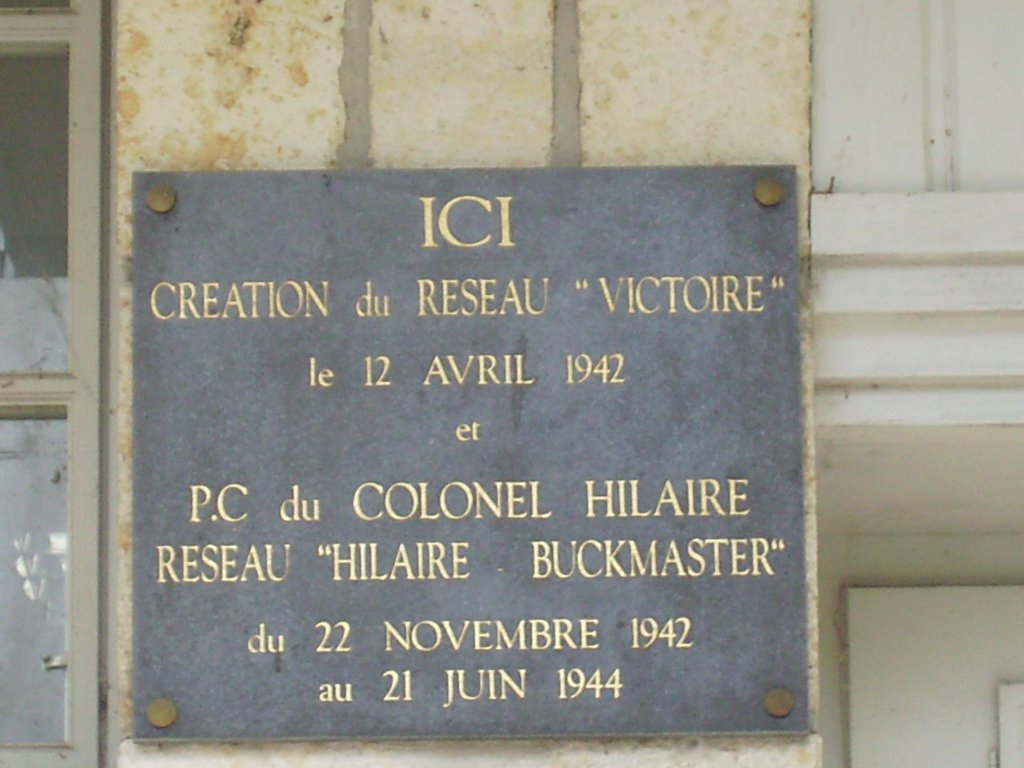 ICI
CREATION du RESEAU “VICTOIRE“
le 12 AVRIL 1942
et
P.C du COLONEL HILAIRE
RESEAU “HILAIRE - BUCKMASTER“
du 22 NOVEMBRE 1942
au 21 JUIN 1944